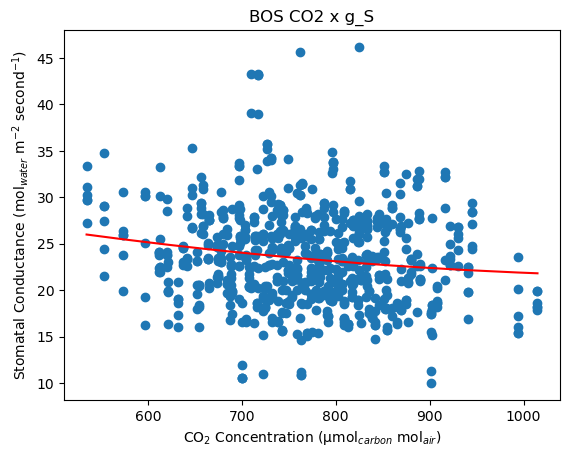 BOS CO2 x g_S
Stomatal Conductance (mol_water m⁻² second⁻¹)
45
40
35
30
25
20
15
10
600 700 800 900 1000
CO₂ Concentration (μmol_carbon mol_air)